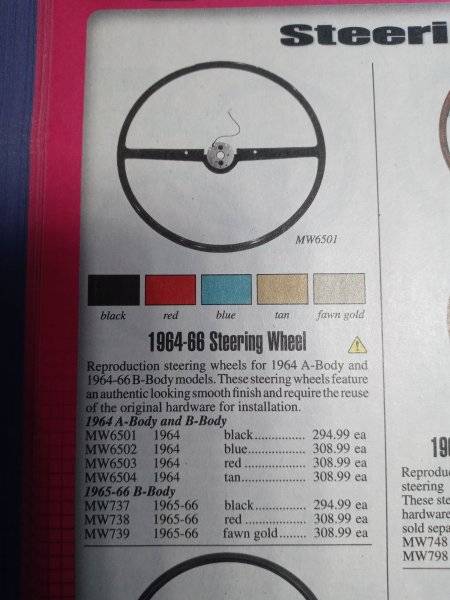 Steeri
MW6501
black red blue tan fawn gold
1964-66 Steering Wheel
Reproduction steering wheels for 1964 A-Body and
1964-66 B-Body models. These steering wheels feature
an authentic looking smooth finish and require the reuse
of the original hardware for installation.
1964 A-Body and B-Body
MW6501 1964 black ............... 294.99 ea
MW6502 1964 blue................. 308.99 ea
MW6503 1964 red .................. 308.99 ea
MW6504 1964 tan................... 308.99 ea
1965-66 B-Body
MW737 1965-66 black............... 294.99 ea
MW738 1965-66 red .................. 308.99 ea
MW739 1965-66 fawn gold........ 308.99 ea
19
Reproduc
steering
These ste
hardware
sold sepa
MW748
MW798